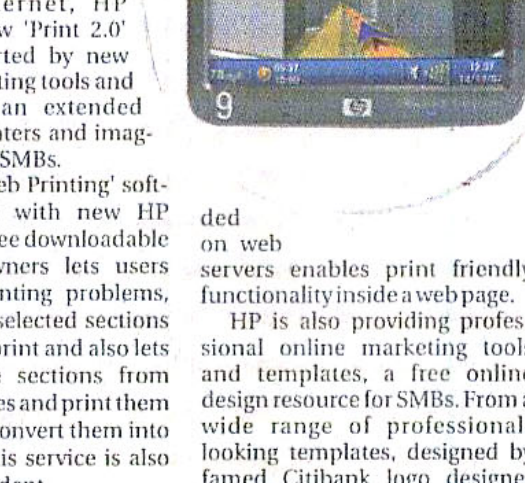 ernet, HP
w 'Print 2.0'
rted by new
ting tools and
an extended
nters and imag-
SMBs.
eb Printing' soft-
with new HP
ee downloadable
wners lets users
nting problems,
selected sections
print and also lets
e sections from
es and print them
onvert them into
is service is also
dent
9
hp
ded
on web
servers enables print friendly
functionality inside a web page.
HP is also providing profes-
sional online marketing tools
and templates, a free online
design resource for SMBs. From a
wide range of professional
looking templates, designed by
famed Citibank logo designer